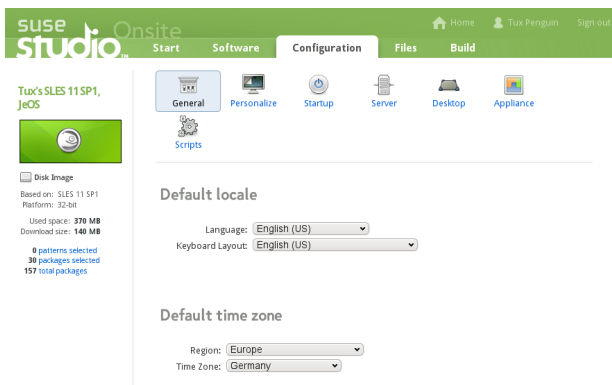 suse studio™ Onsite
Home Tux Penguin Sign out
Start Software Configuration Files Build
Tux's SLES 11 SP1, JeOS
Disk Image
Based on: SLES 11 SP1
Platform: 32-bit
Used space: 370 MB
Download size: 140 MB
0 patterns selected
30 packages selected
157 total packages
General Personalize Startup Server Desktop Appliance
Scripts
Default locale
Language: English (US)
Keyboard Layout: English (US)
Default time zone
Region: Europe
Time Zone: Germany